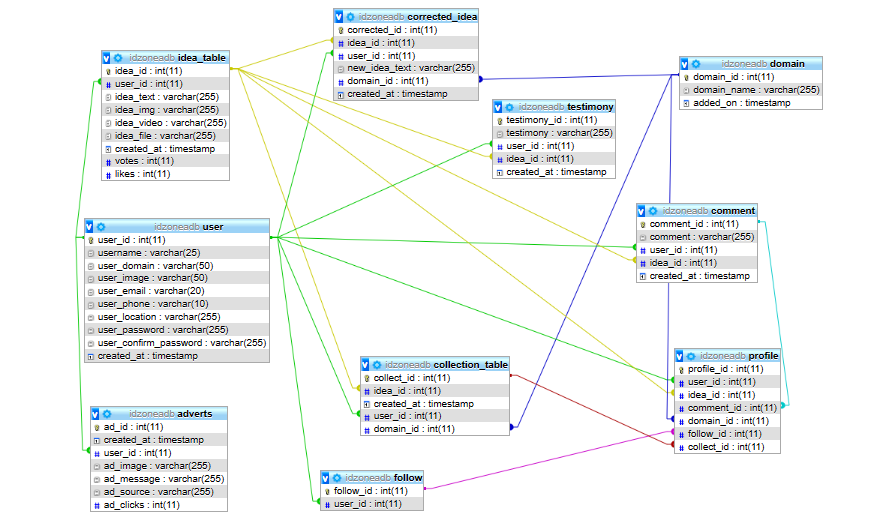 idzoneadb corrected_idea
corrected_id : int(11)
idea_id : int(11)
user_id : int(11)
new_idea_text : varchar(255)
domain_id : int(11)
created_at : timestamp
idzoneadb idea_table
idea_id : int(11)
user_id : int(11)
idea_text : varchar(255)
idea_img : varchar(255)
idea_video : varchar(255)
idea_file : varchar(255)
created_at : timestamp
votes : int(11)
likes : int(11)
idzoneadb domain
domain_id : int(11)
domain_name : varchar(255)
added_on : timestamp
idzoneadb testimony
testimony_id : int(11)
testimony : varchar(255)
user_id : int(11)
idea_id : int(11)
created_at : timestamp
idzoneadb comment
comment_id : int(11)
comment : varchar(255)
user_id : int(11)
idea_id : int(11)
created_at : timestamp
idzoneadb user
user_id : int(11)
username : varchar(25)
user_domain : varchar(50)
user_image : varchar(50)
user_email : varchar(20)
user_phone : varchar(10)
user_location : varchar(255)
user_password : varchar(255)
user_confirm_password : varchar(255)
created_at : timestamp
idzoneadb collection_table
collect_id : int(11)
idea_id : int(11)
created_at : timestamp
user_id : int(11)
domain_id : int(11)
idzoneadb profile
profile_id : int(11)
user_id : int(11)
idea_id : int(11)
comment_id : int(11)
domain_id : int(11)
follow_id : int(11)
collect_id : int(11)
idzoneadb adverts
ad_id : int(11)
created_at : timestamp
user_id : int(11)
ad_image : varchar(255)
ad_message : varchar(255)
ad_source : varchar(255)
ad_clicks : int(11)
idzoneadb follow
follow_id : int(11)
user_id : int(11)